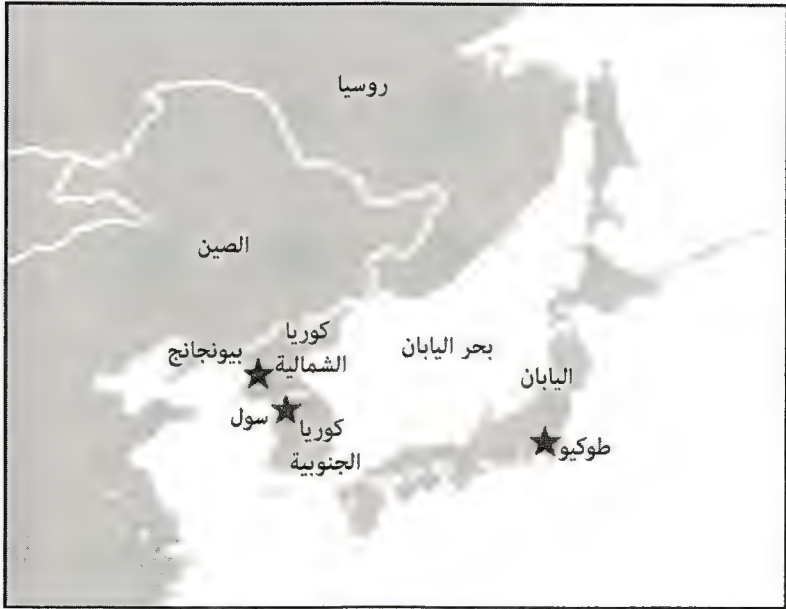 روسيا
الصين
كوريا
الشمالية
بيونجانج
بحر اليابان
اليابان
سول
كوريا
الجنوبية
طوكيو